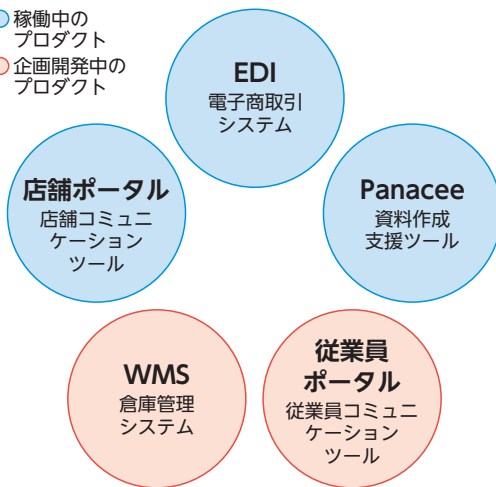 稼働中の
プロダクト
企画開発中の
プロダクト
EDI
電子商取引
システム
店舗ポータル
店舗コミュニ
ケーション
ツール
Panacee
資料作成
支援ツール
WMS
倉庫管理
システム
従業員
ポータル
従業員コミュニ
ケーション
ツール